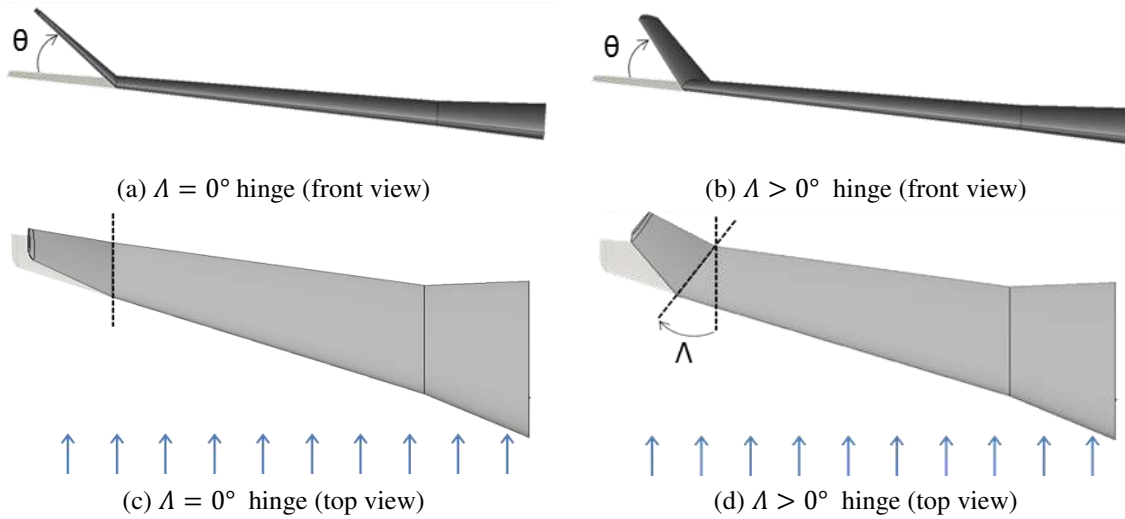 θ
θ
(a) 𝛬 = 0° hinge (front view)
(b) 𝛬 > 0° hinge (front view)
Λ
(c) 𝛬 = 0° hinge (top view)
(d) 𝛬 > 0° hinge (top view)